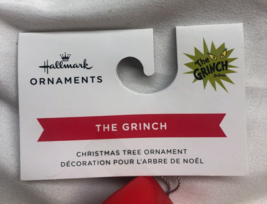 Hallmark
ORNAMENTS
The
GRINCH
THE GRINCH
CHRISTMAS TREE ORNAMENT
DÉCORATION POUR L'ARBRE DE NOËL